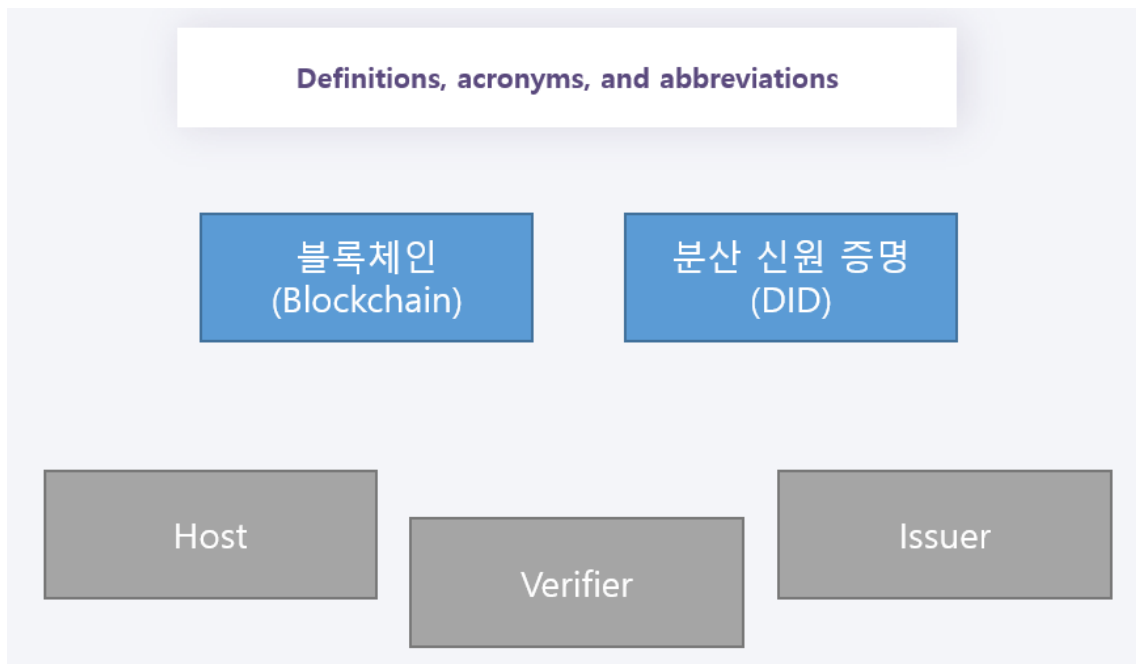 Definitions, acronyms, and abbreviations
블록체인
(Blockchain)
분산 신원 증명
(DID)
Host
Verifier
Issuer